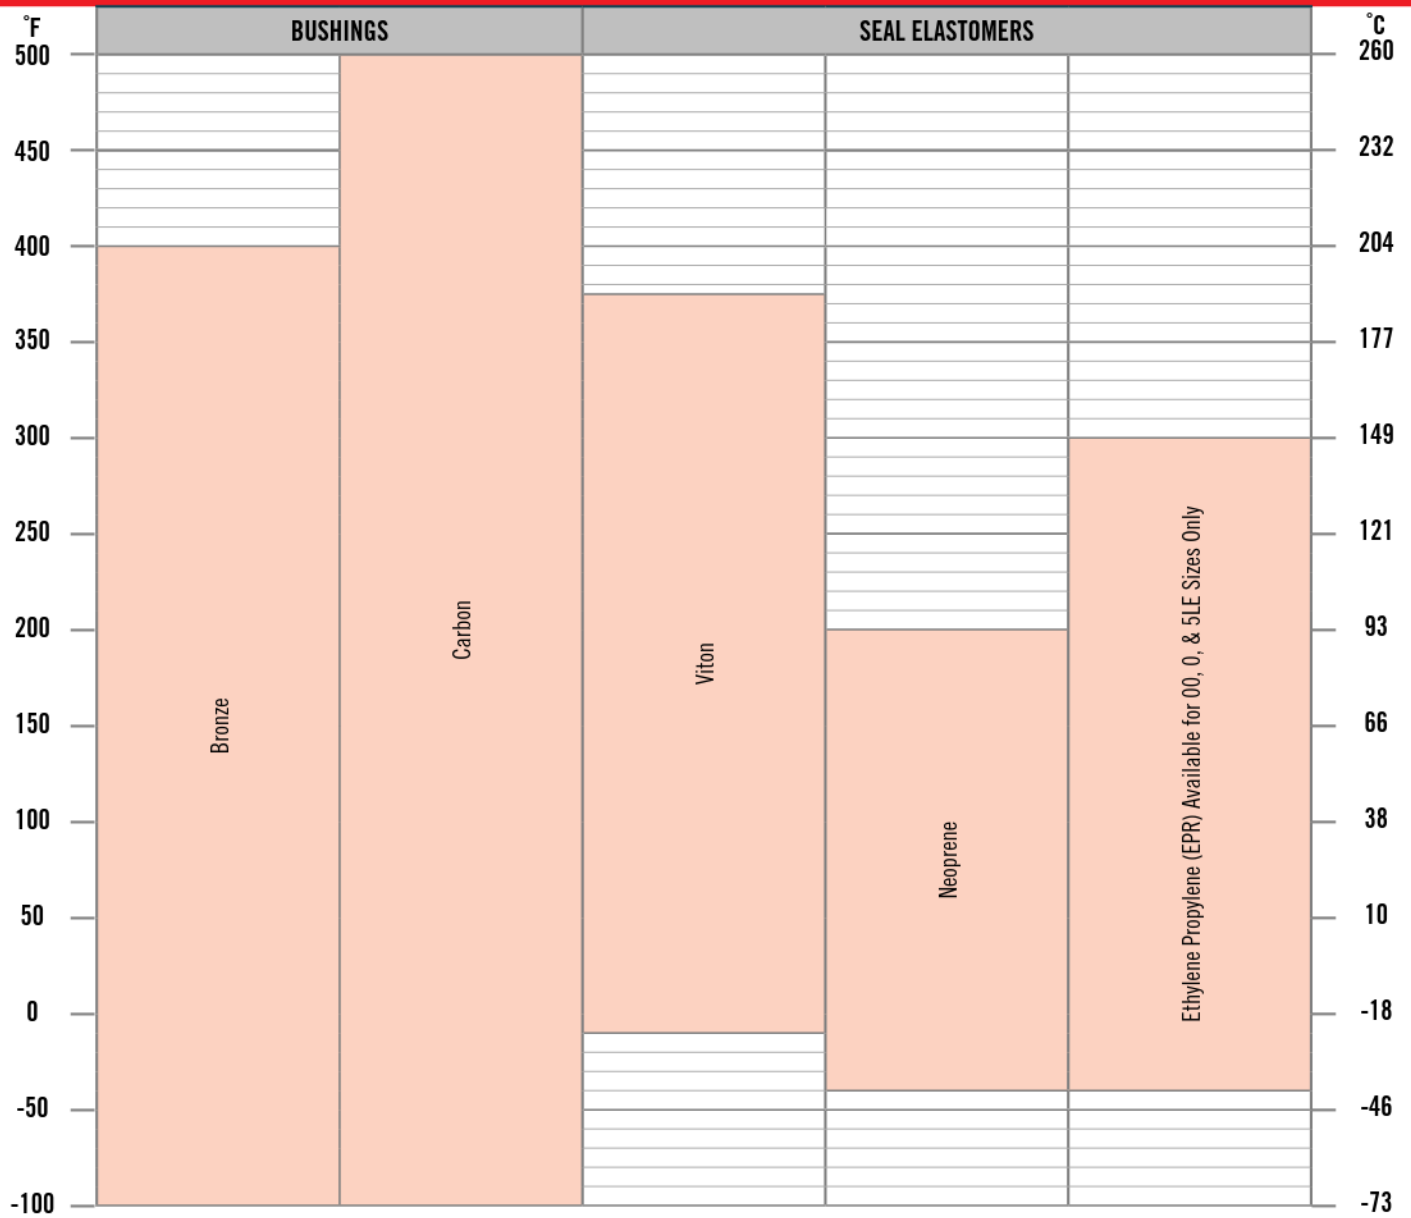 °F
BUSHINGS
SEAL ELASTOMERS
°C
500
260
450
232
400
204
350
177
300
149
250
121
200
93
150
66
100
38
50
10
0
-18
-50
-46
-100
-73
Bronze
Carbon
Viton
Neoprene
Ethylene Propylene (EPR) Available for 00, 0, & 5LE Sizes Only